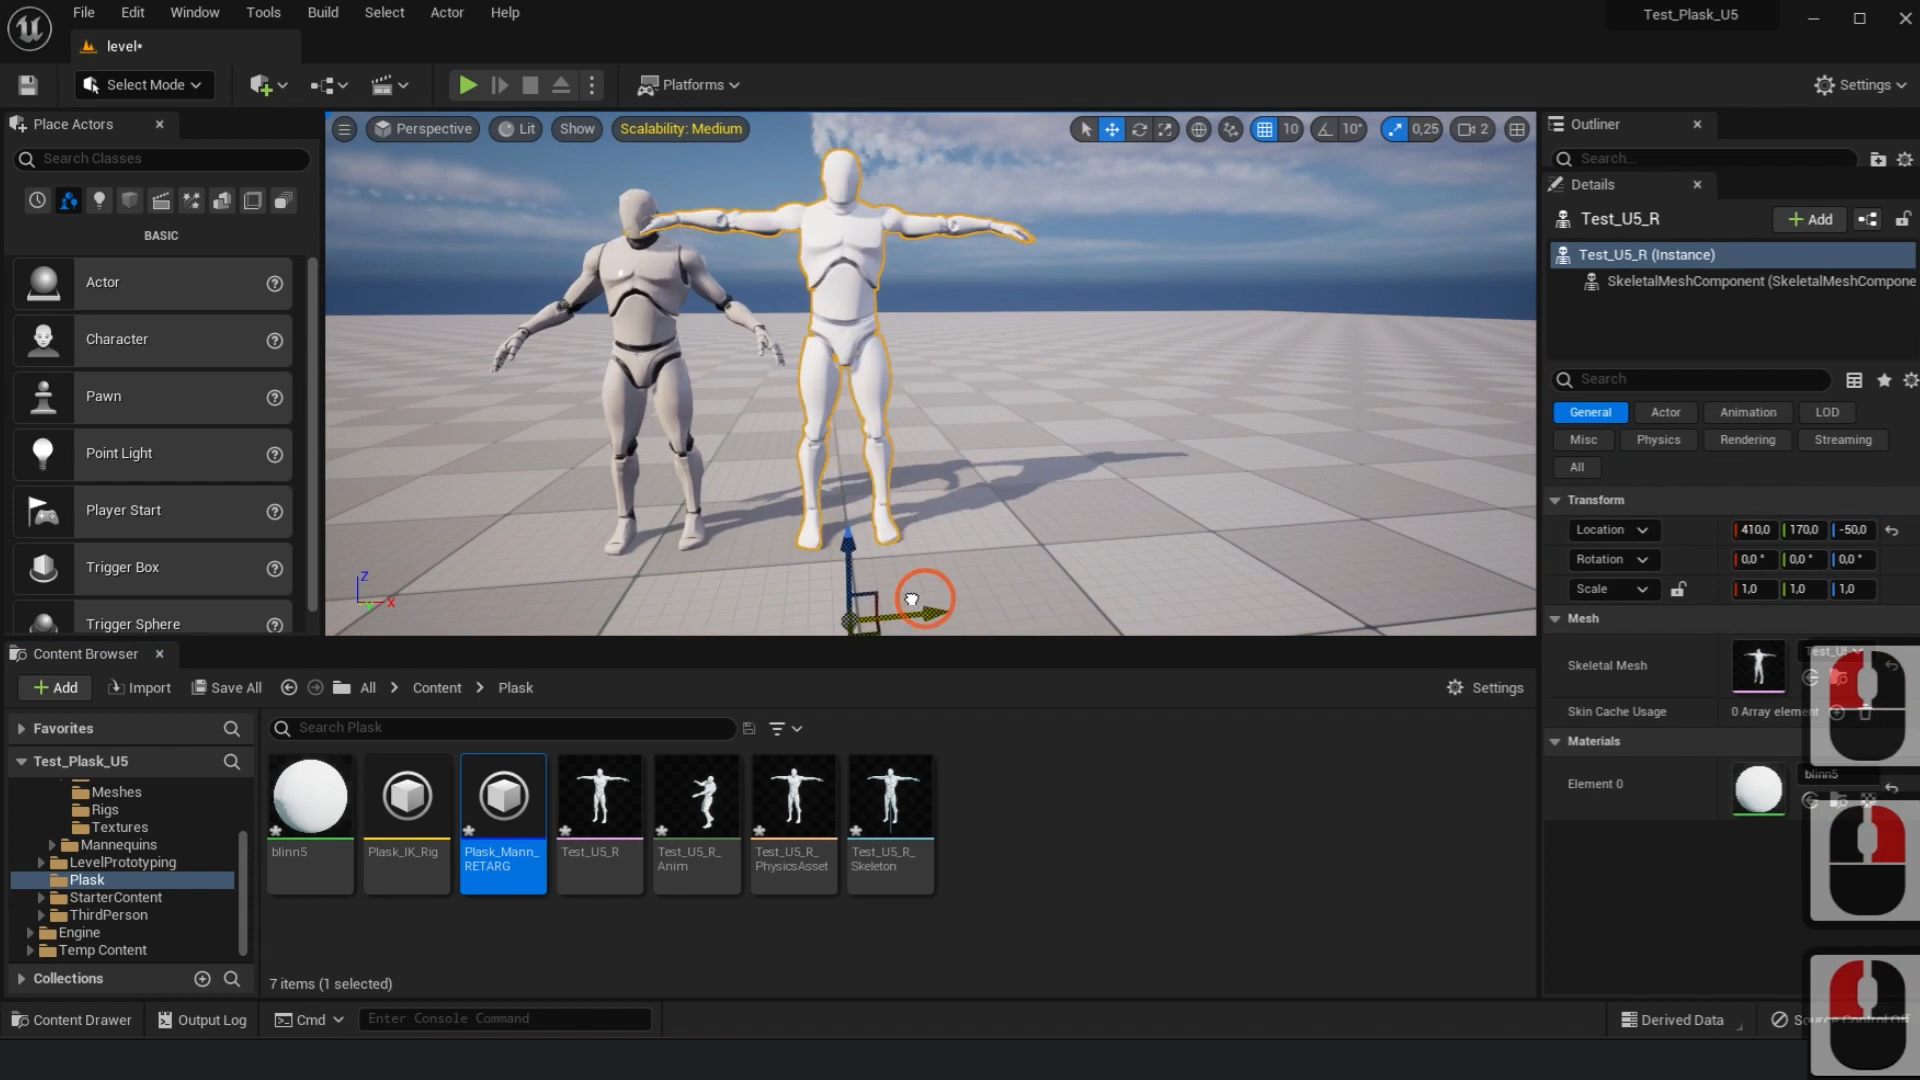 File Edit Window Tools Build Select Actor Help
Test_Plask_U5
level*
Select Mode
Platforms
Settings
Place Actors
Search Classes
BASIC
Actor
Character
Pawn
Point Light
Player Start
Trigger Box
Trigger Sphere
Perspective
Lit
Show
Scalability: Medium
10
10°
0,25
2
Z
X
Outliner
Search...
Details
Test_U5_R
Add
Test_U5_R (Instance)
SkeletalMeshComponent (SkeletalMeshCompone
Search
General Actor Animation LOD
Misc Physics Rendering Streaming
All
Transform
Location 410,0 170,0 -50,0
Rotation 0,0° 0,0° 0,0°
Scale 1,0 1,0 1,0
Mesh
Skeletal Mesh
Skin Cache Usage 0 Array element
Materials
Element 0 blinn5
Content Browser
Add Import Save All All Content Plask Settings
Favorites
Test_Plask_U5
Meshes
Rigs
Textures
Mannequins
LevelPrototyping
Plask
StarterContent
ThirdPerson
Engine
Temp Content
Collections
Search Plask
blinn5
Plask_IK_Rig
Plask_Mann_
RETARG
Test_U5_R
Test_U5_R_
Anim
Test_U5_R_
PhysicsAsset
Test_U5_R_
Skeleton
7 items (1 selected)
Content Drawer Output Log Cmd Enter Console Command
Derived Data